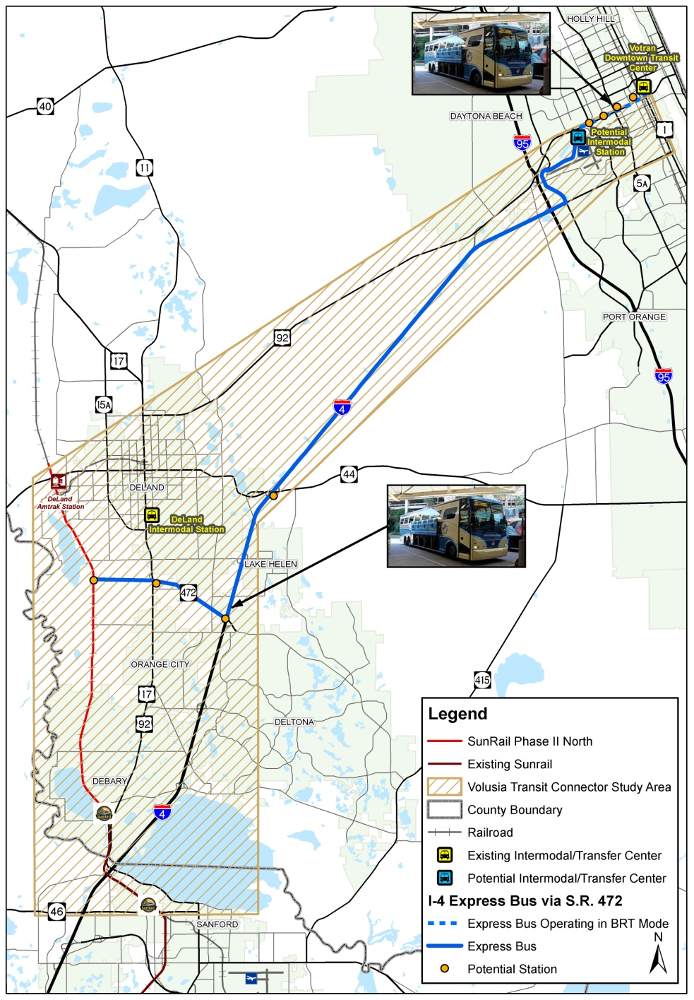 HOLLY HILL
Votran
Downtown Transit
Center
40
DAYTONA BEACH
95
1
Potential
Intermodal
Station
11
5A
PORT ORANGE
92
17
95
15A
4
44
DELAND
DeLand
Amtrak Station
DeLand
Intermodal Station
LAKE HELEN
472
ORANGE CITY
415
17
92
DELTONA
DEBARY
SunRail
4
SunRail
46
SANFORD
Legend
SunRail Phase II North
Existing Sunrail
Volusia Transit Connector Study Area
County Boundary
Railroad
Existing Intermodal/Transfer Center
Potential Intermodal/Transfer Center
I-4 Express Bus via S.R. 472
Express Bus Operating in BRT Mode
Express Bus
Potential Station
N